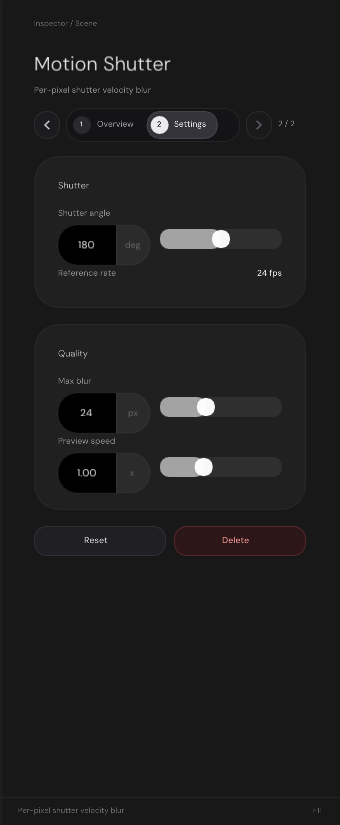 Inspector / Scene
Motion Shutter
Per-pixel shutter velocity blur
1 Overview 2 Settings 2 / 2
Shutter
Shutter angle
180 deg
Reference rate 24 fps
Quality
Max blur
24 px
Preview speed
1.00 x
Reset Delete
Per-pixel shutter velocity blur